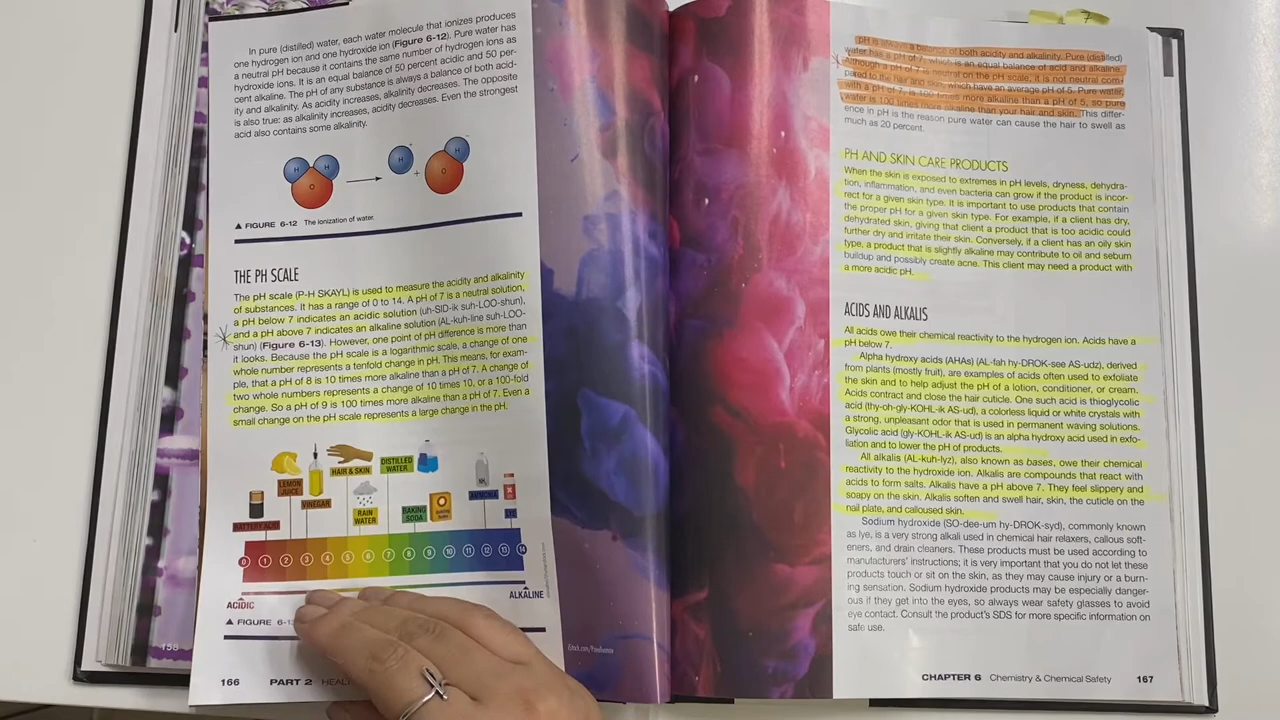 In pure (distilled) water, each water molecule that ionizes produces
one hydrogen ion and one hydroxide ion (Figure 6-12). Pure water has
a neutral pH because it contains the same number of hydrogen ions as
hydroxide ions. It is an equal balance of 50 percent acidic and 50 per-
cent alkaline. The pH of any substance is always a balance of both acid-
ity and alkalinity. As acidity increases, alkalinity decreases. The opposite
is also true: as alkalinity increases, acidity decreases. Even the strongest
acid also contains some alkalinity.
H H O H + O H
▲ FIGURE 6-12 The ionization of water.
THE PH SCALE
The pH scale (P-H SKAYL) is used to measure the acidity and alkalinity
of substances. It has a range of 0 to 14. A pH of 7 is a neutral solution,
a pH below 7 indicates an acidic solution (uh-SID-ik suh-LOO-shun),
and a pH above 7 indicates an alkaline solution (AL-kuh-line suh-LOO-
shun) (Figure 6-13). However, one point of pH difference is more than
it looks. Because the pH scale is a logarithmic scale, a change of one
whole number represents a tenfold change in pH. This means, for exam-
ple, that a pH of 8 is 10 times more alkaline than a pH of 7. A change of
two whole numbers represents a change of 10 times 10, or a 100-fold
change. So a pH of 9 is 100 times more alkaline than a pH of 7. Even a
small change on the pH scale represents a large change in the pH.
BATTERY ACID
LEMON
JUICE
VINEGAR
HAIR & SKIN
RAIN
WATER
DISTILLED
WATER
BAKING
SODA
AMMONIA
LYE
0 1 2 3 4 5 6 7 8 9 10 11 12 13 14
ACIDIC
ALKALINE
▲ FIGURE 6-1
158
166 PART 2
7
pH is always a balance of both acidity and alkalinity. Pure (distilled)
water has a pH of 7, which is an equal balance of acid and alkaline.
Although a pH of 7 is neutral on the pH scale, it is not neutral com-
pared to the hair and skin, which have an average pH of 5. Pure water,
with a pH of 7, is 100 times more alkaline than a pH of 5, so pure
water is 100 times more alkaline than your hair and skin. This differ-
ence in pH is the reason pure water can cause the hair to swell as
much as 20 percent.
PH AND SKIN CARE PRODUCTS
When the skin is exposed to extremes in pH levels, dryness, dehydra-
tion, inflammation, and even bacteria can grow if the product is incor-
rect for a given skin type. It is important to use products that contain
the proper pH for a given skin type. For example, if a client has dry,
dehydrated skin, giving that client a product that is too acidic could
further dry and irritate their skin. Conversely, if a client has an oily skin
type, a product that is slightly alkaline may contribute to oil and sebum
buildup and possibly create acne. This client may need a product with
a more acidic pH.
ACIDS AND ALKALIS
All acids owe their chemical reactivity to the hydrogen ion. Acids have a
pH below 7.
Alpha hydroxy acids (AHAs) (AL-fah hy-DROK-see AS-udz), derived
from plants (mostly fruit), are examples of acids often used to exfoliate
the skin and to help adjust the pH of a lotion, conditioner, or cream.
Acids contract and close the hair cuticle. One such acid is thioglycolic
acid (thy-oh-gly-KOHL-ik AS-ud), a colorless liquid or white crystals with
a strong, unpleasant odor that is used in permanent waving solutions.
Glycolic acid (gly-KOHL-ik AS-ud) is an alpha hydroxy acid used in exfo-
liation and to lower the pH of products.
All alkalis (AL-kuh-lyz), also known as bases, owe their chemical
reactivity to the hydroxide ion. Alkalis are compounds that react with
acids to form salts. Alkalis have a pH above 7. They feel slippery and
soapy on the skin. Alkalis soften and swell hair, skin, the cuticle on the
nail plate, and calloused skin.
Sodium hydroxide (SO-dee-um hy-DROK-syd), commonly known
as lye, is a very strong alkali used in chemical hair relaxers, callous soft-
eners, and drain cleaners. These products must be used according to
manufacturers' instructions; it is very important that you do not let these
products touch or sit on the skin, as they may cause injury or a burn-
ing sensation. Sodium hydroxide products may be especially danger-
ous if they get into the eyes, so always wear safety glasses to avoid
eye contact. Consult the product's SDS for more specific information on
safe use.
CHAPTER 6 Chemistry & Chemical Safety 167